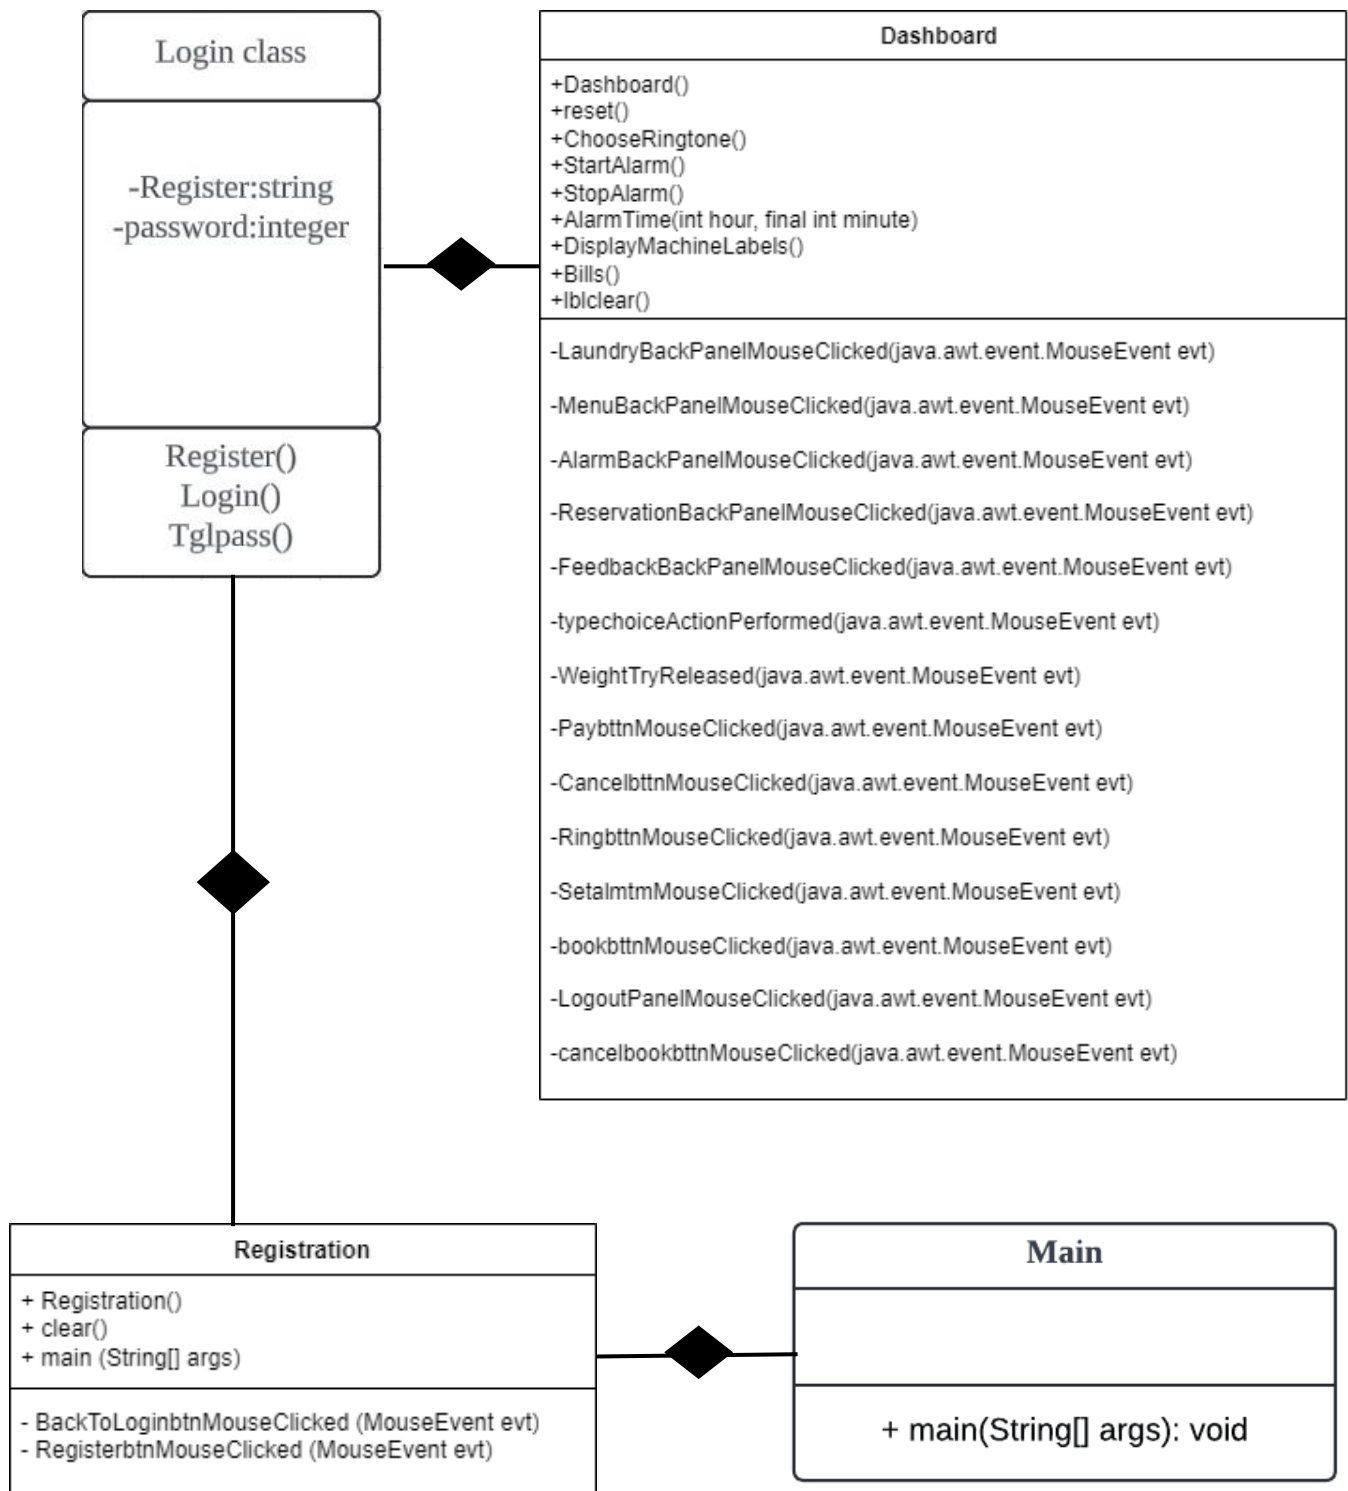 Login class
-Register:string
-password:integer
Register()
Login()
Tglpass()
Dashboard
+Dashboard()
+reset()
+ChooseRingtone()
+StartAlarm()
+StopAlarm()
+AlarmTime(int hour, final int minute)
+DisplayMachineLabels()
+Bills()
+lblclear()
-LaundryBackPanelMouseClicked(java.awt.event.MouseEvent evt)
-MenuBackPanelMouseClicked(java.awt.event.MouseEvent evt)
-AlarmBackPanelMouseClicked(java.awt.event.MouseEvent evt)
-ReservationBackPanelMouseClicked(java.awt.event.MouseEvent evt)
-FeedbackBackPanelMouseClicked(java.awt.event.MouseEvent evt)
-typechoiceActionPerformed(java.awt.event.MouseEvent evt)
-WeightTryReleased(java.awt.event.MouseEvent evt)
-PaybttnMouseClicked(java.awt.event.MouseEvent evt)
-CancelbttnMouseClicked(java.awt.event.MouseEvent evt)
-RingbttnMouseClicked(java.awt.event.MouseEvent evt)
-SetalmtmMouseClicked(java.awt.event.MouseEvent evt)
-bookbttnMouseClicked(java.awt.event.MouseEvent evt)
-LogoutPanelMouseClicked(java.awt.event.MouseEvent evt)
-cancelbookbttnMouseClicked(java.awt.event.MouseEvent evt)
Registration
+ Registration()
+ clear()
+ main (String[] args)
- BackToLoginbtnMouseClicked (MouseEvent evt)
- RegisterbtnMouseClicked (MouseEvent evt)
Main
+ main(String[] args): void